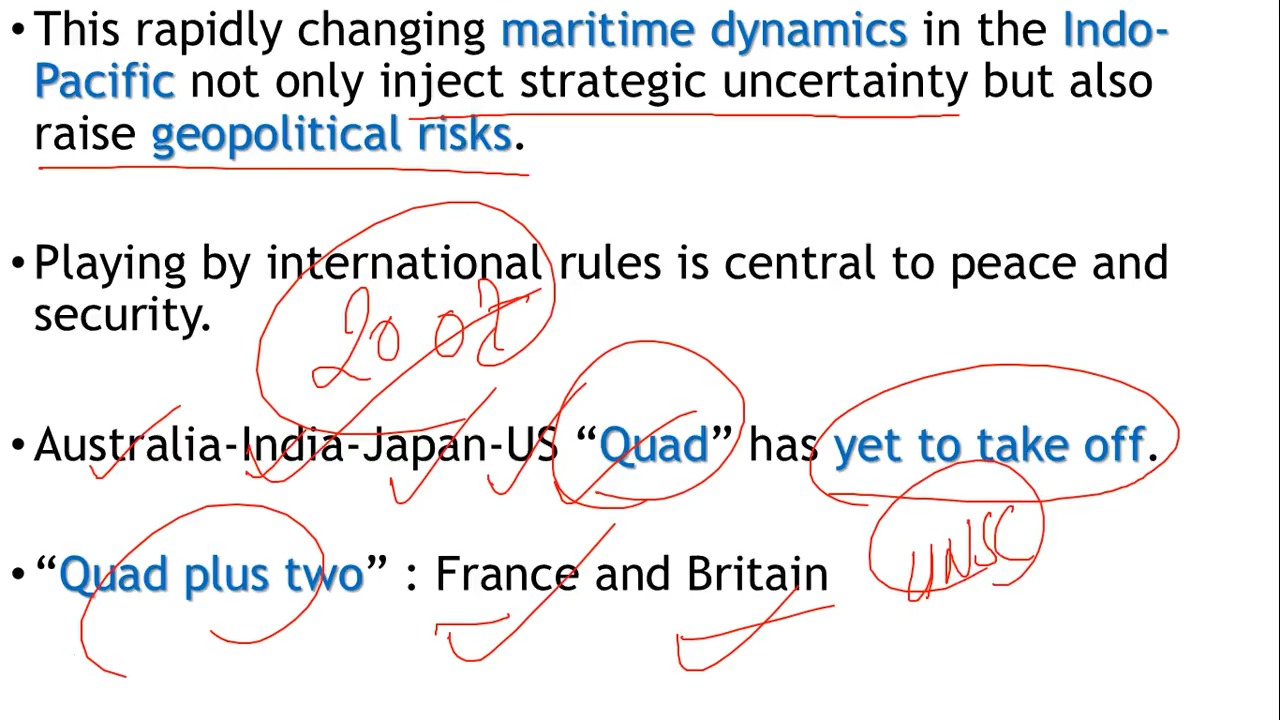 •This rapidly changing maritime dynamics in the Indo-
Pacific not only inject strategic uncertainty but also
raise geopolitical risks.
•Playing by international rules is central to peace and
security.
2007
•Australia-India-Japan-US “Quad” has yet to take off.
UNSC
•“Quad plus two” : France and Britain